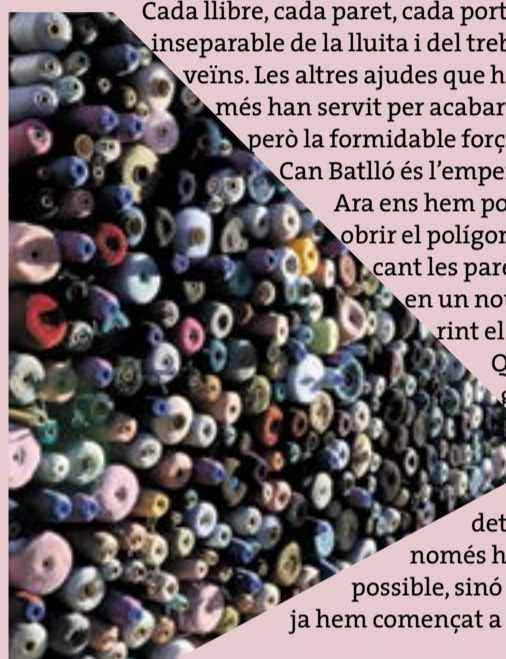 Cada llibre, cada paret, cada port
inseparable de la lluita i del treb
veïns. Les altres ajudes que h
més han servit per acabar
però la formidable forç
Can Batlló és l’empe
Ara ens hem po
obrir el polígon
cant les pare
en un nou
rint el
Q
det
només h
possible, sinó
ja hem començat a